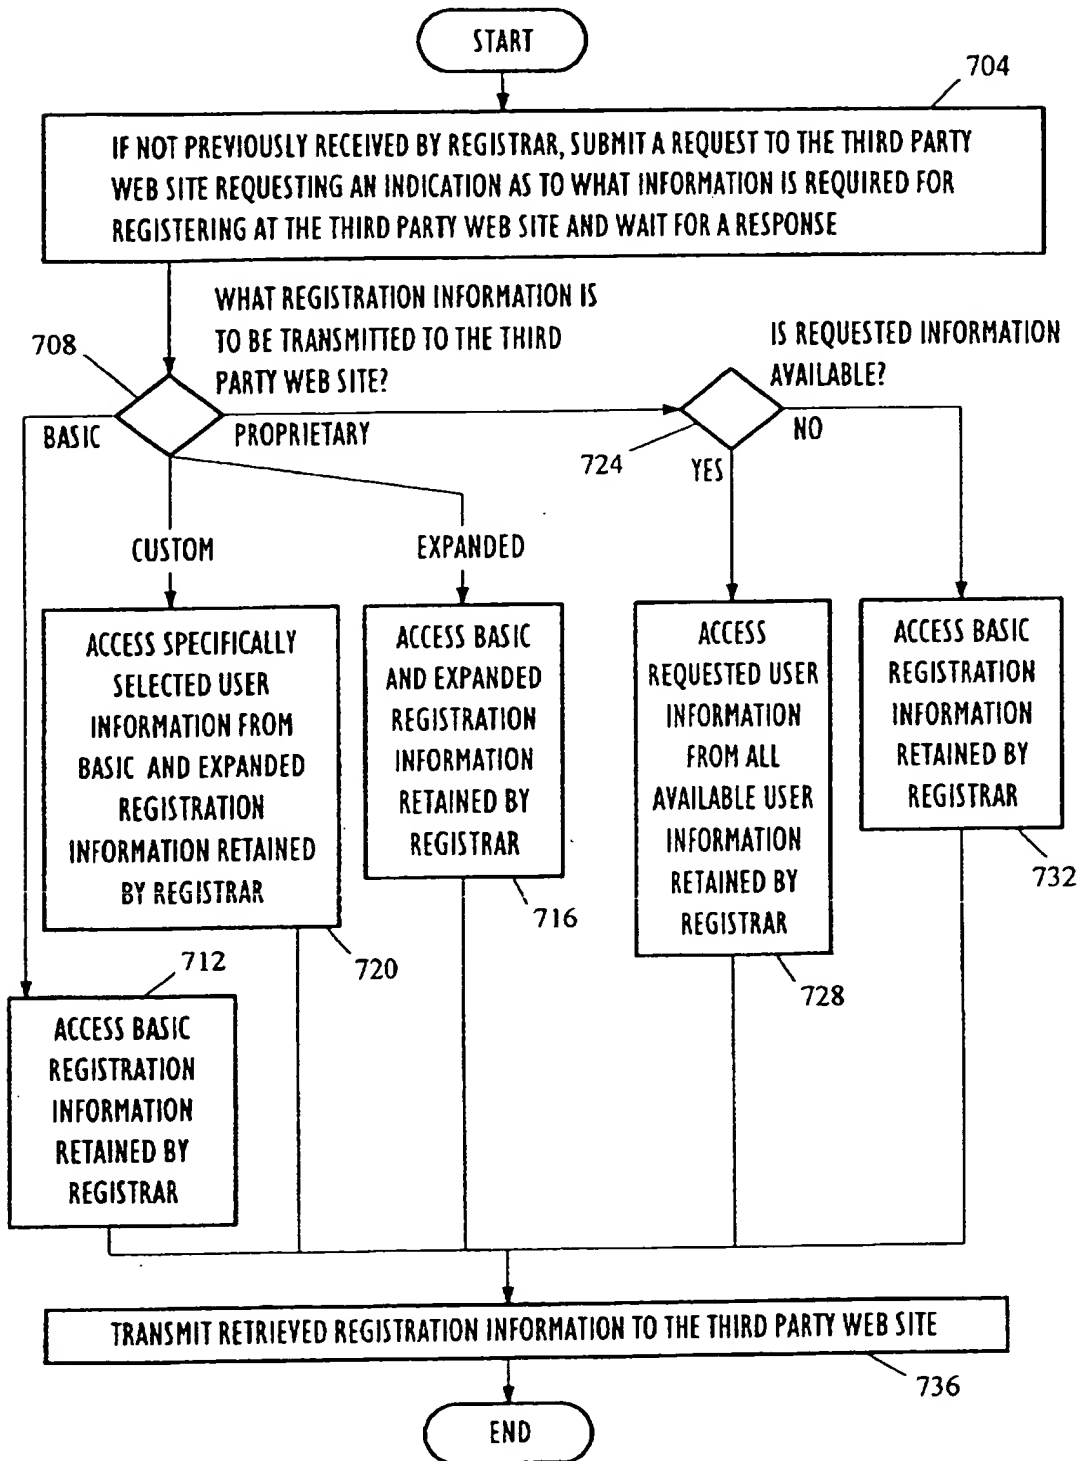 START
704
IF NOT PREVIOUSLY RECEIVED BY REGISTRAR, SUBMIT A REQUEST TO THE THIRD PARTY
WEB SITE REQUESTING AN INDICATION AS TO WHAT INFORMATION IS REQUIRED FOR
REGISTERING AT THE THIRD PARTY WEB SITE AND WAIT FOR A RESPONSE
WHAT REGISTRATION INFORMATION IS
TO BE TRANSMITTED TO THE THIRD
PARTY WEB SITE?
708
IS REQUESTED INFORMATION
AVAILABLE?
BASIC
PROPRIETARY
724
NO
YES
CUSTOM
EXPANDED
ACCESS SPECIFICALLY
SELECTED USER
INFORMATION FROM
BASIC AND EXPANDED
REGISTRATION
INFORMATION RETAINED
BY REGISTRAR
720
ACCESS BASIC
AND EXPANDED
REGISTRATION
INFORMATION
RETAINED BY
REGISTRAR
716
ACCESS
REQUESTED USER
INFORMATION
FROM ALL
AVAILABLE USER
INFORMATION
RETAINED BY
REGISTRAR
728
ACCESS BASIC
REGISTRATION
INFORMATION
RETAINED BY
REGISTRAR
732
712
ACCESS BASIC
REGISTRATION
INFORMATION
RETAINED BY
REGISTRAR
TRANSMIT RETRIEVED REGISTRATION INFORMATION TO THE THIRD PARTY WEB SITE
736
END